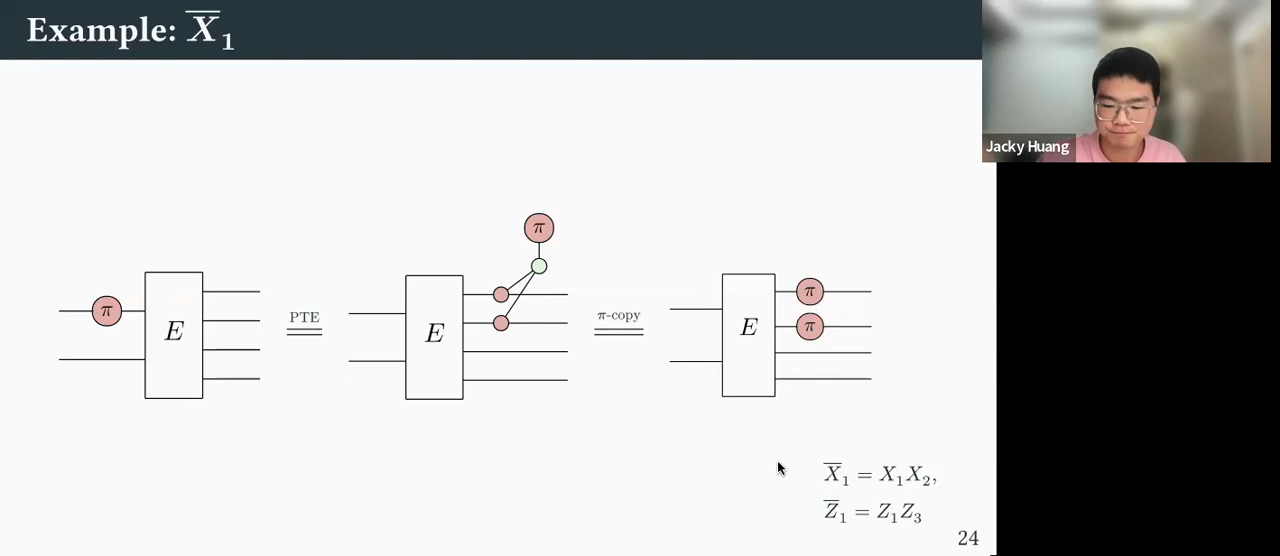 Example: X̅₁
Jacky Huang
π
π
E
PTE
E
π-copy
π
π
E
X̅₁ = X₁X₂,
Z̅₁ = Z₁Z₃
24